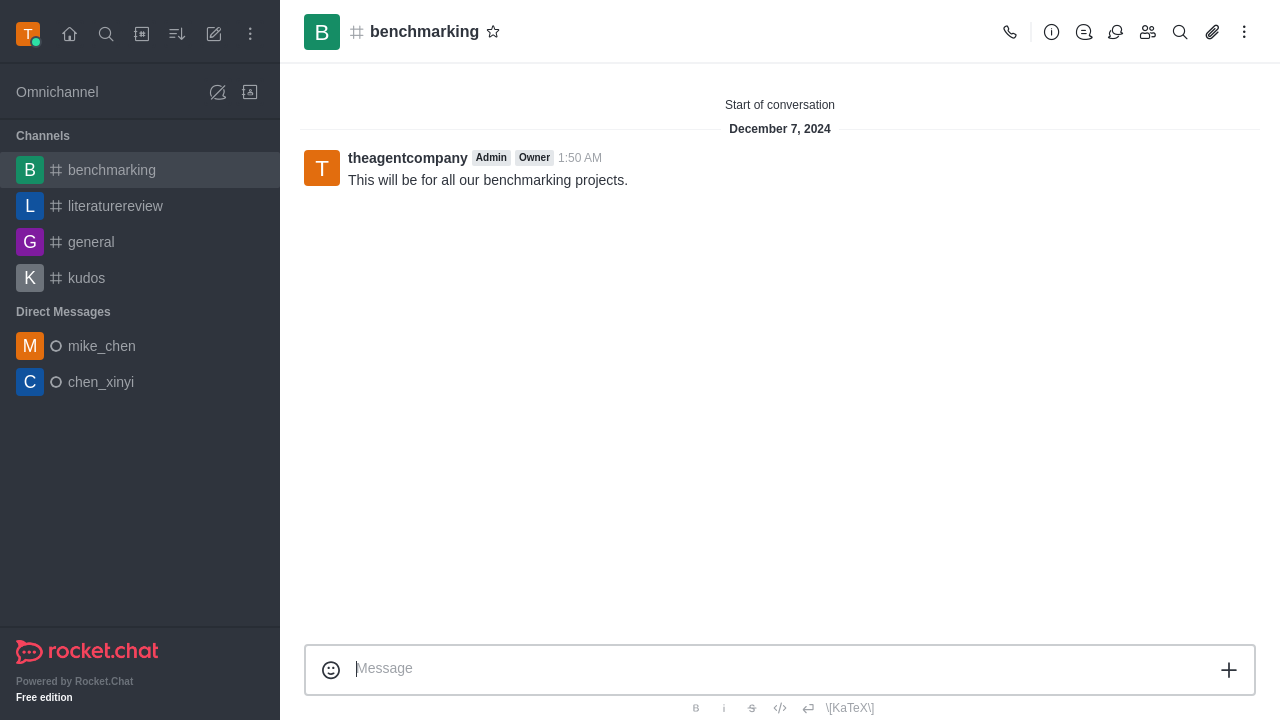 T
Omnichannel
Channels
B benchmarking
L literaturereview
G general
K kudos
Direct Messages
M mike_chen
C chen_xinyi
rocket.chat
Powered by Rocket.Chat
Free edition
B benchmarking
Start of conversation
December 7, 2024
T theagentcompany Admin Owner 1:50 AM
This will be for all our benchmarking projects.
Message
B i S </> \[KaTeX\]